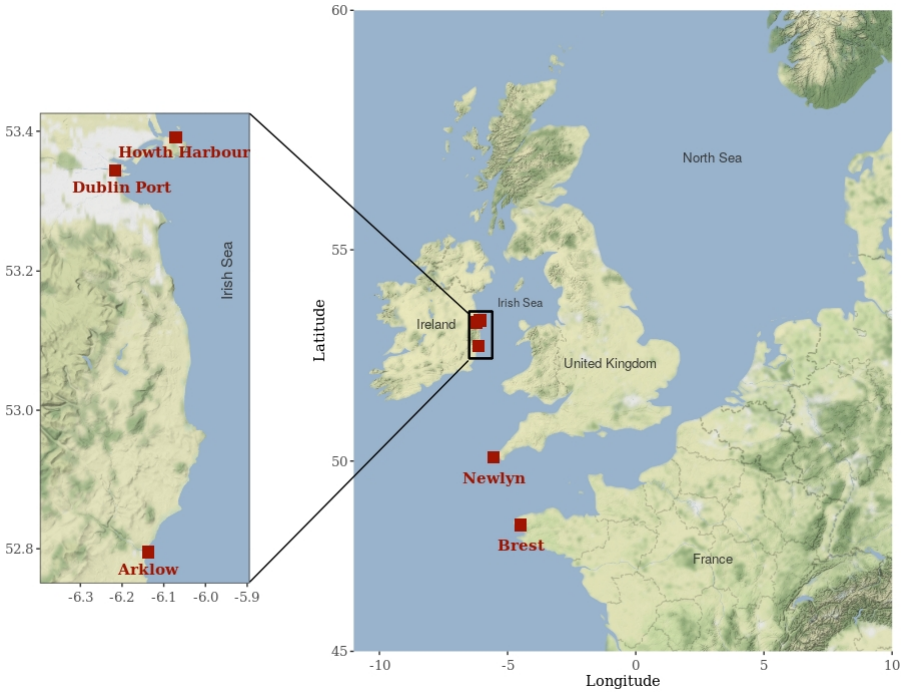 60
55
50
45
-10
-5
0
5
10
Longitude
Latitude
North Sea
Irish Sea
Ireland
United Kingdom
Newlyn
Brest
France
53.4
53.2
53.0
52.8
-6.3
-6.2
-6.1
-6.0
-5.9
Howth Harbour
Dublin Port
Irish Sea
Arklow